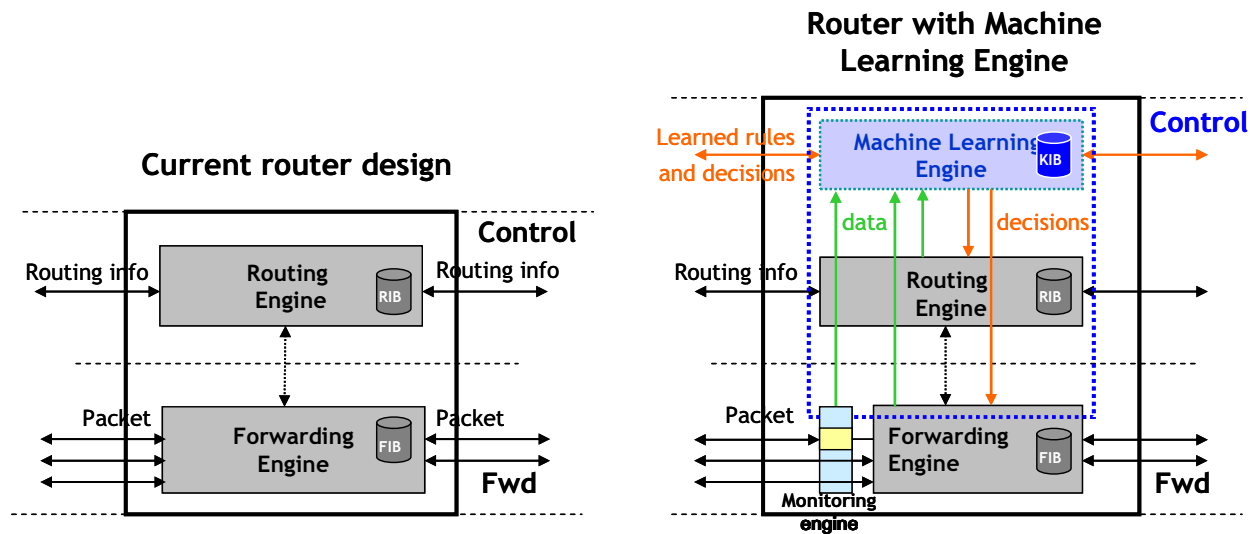 Current router design
Control
Routing info
Routing
Engine
RIB
Routing info
Packet
Forwarding
Engine
FIB
Packet
Fwd
Router with Machine
Learning Engine
Control
Learned rules
and decisions
Machine Learning
Engine
KIB
data
decisions
Routing info
Routing
Engine
RIB
Packet
Forwarding
Engine
FIB
Monitoring
engine
Fwd